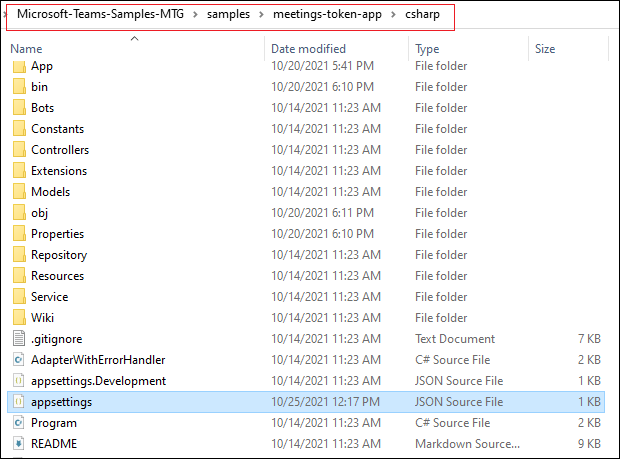 Microsoft-Teams-Samples-MTG > samples > meetings-token-app > csharp
Name Date modified Type Size
App 10/20/2021 5:41 PM File folder
bin 10/20/2021 6:10 PM File folder
Bots 10/14/2021 11:23 AM File folder
Constants 10/14/2021 11:23 AM File folder
Controllers 10/14/2021 11:23 AM File folder
Extensions 10/14/2021 11:23 AM File folder
Models 10/14/2021 11:23 AM File folder
obj 10/20/2021 6:11 PM File folder
Properties 10/20/2021 6:10 PM File folder
Repository 10/14/2021 11:23 AM File folder
Resources 10/14/2021 11:23 AM File folder
Service 10/14/2021 11:23 AM File folder
Wiki 10/14/2021 11:23 AM File folder
.gitignore 10/14/2021 11:23 AM Text Document 7 KB
AdapterWithErrorHandler 10/14/2021 11:23 AM C# Source File 2 KB
appsettings.Development 10/14/2021 11:23 AM JSON Source File 1 KB
appsettings 10/25/2021 12:17 PM JSON Source File 1 KB
Program 10/14/2021 11:23 AM C# Source File 2 KB
README 10/14/2021 11:23 AM Markdown Source... 9 KB